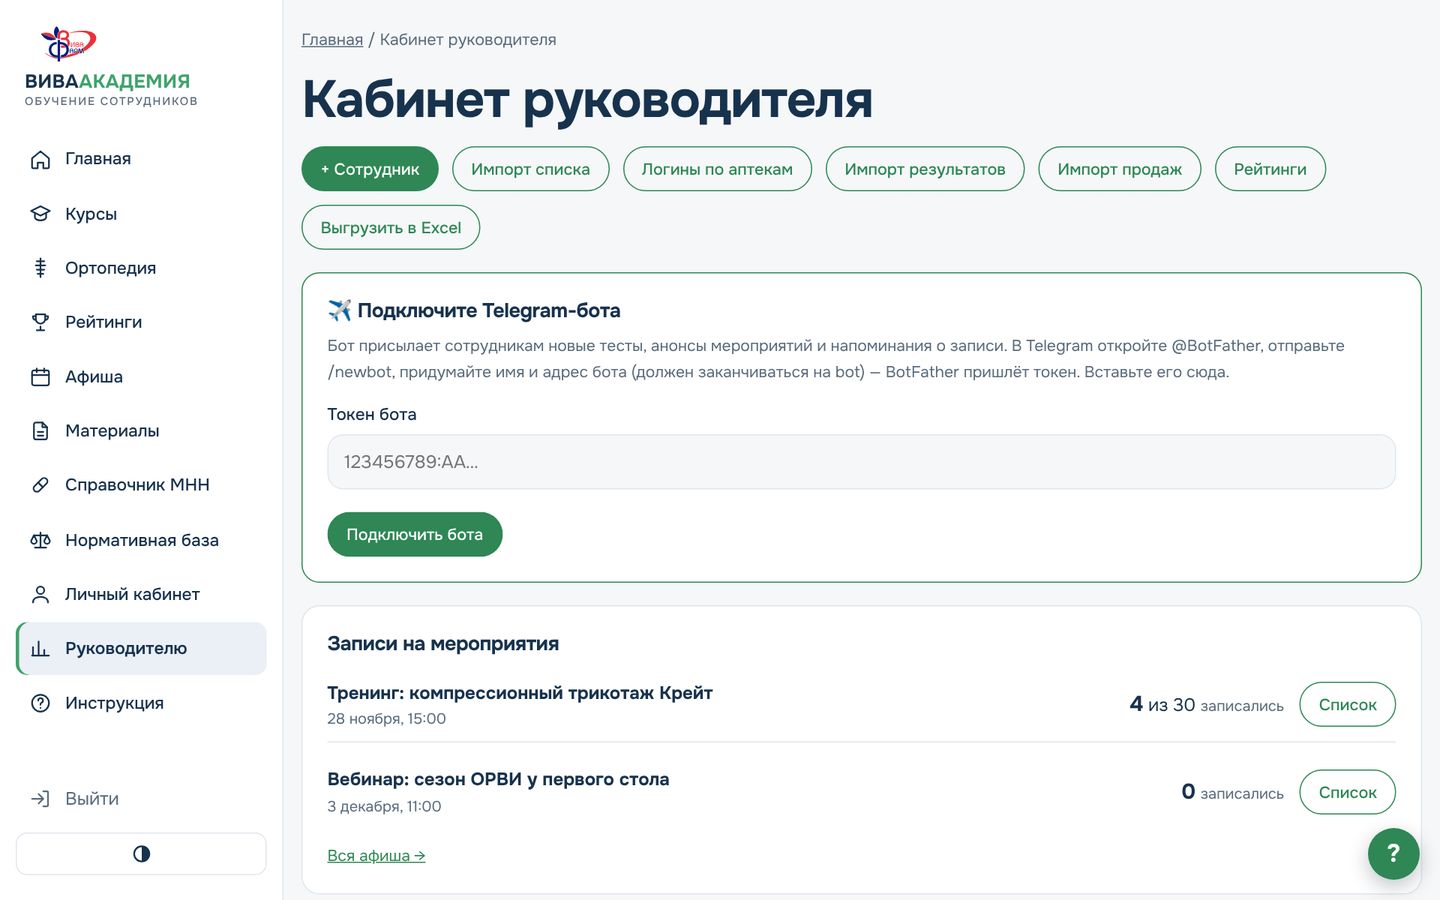 ВИВА ФАРМ
ВИВААКАДЕМИЯ
ОБУЧЕНИЕ СОТРУДНИКОВ
Главная
Курсы
Ортопедия
Рейтинги
Афиша
Материалы
Справочник МНН
Нормативная база
Личный кабинет
Руководителю
Инструкция
Выйти
Главная / Кабинет руководителя
Кабинет руководителя
+ Сотрудник
Импорт списка
Логины по аптекам
Импорт результатов
Импорт продаж
Рейтинги
Выгрузить в Excel
✈️ Подключите Telegram-бота
Бот присылает сотрудникам новые тесты, анонсы мероприятий и напоминания о записи. В Telegram откройте @BotFather, отправьте
/newbot, придумайте имя и адрес бота (должен заканчиваться на bot) — BotFather пришлёт токен. Вставьте его сюда.
Токен бота
123456789:AA...
Подключить бота
Записи на мероприятия
Тренинг: компрессионный трикотаж Крейт
28 ноября, 15:00
4 из 30 записались
Список
Вебинар: сезон ОРВИ у первого стола
3 декабря, 11:00
0 записались
Список
Вся афиша →
?